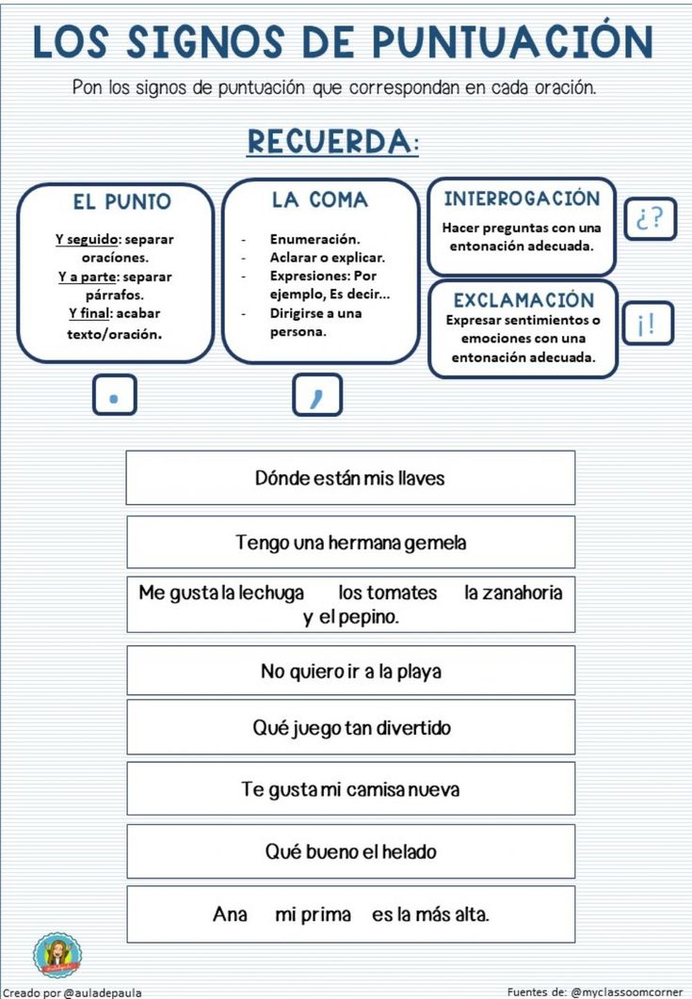 LOS SIGNOS DE PUNTUACIÓN
Pon los signos de puntuación que correspondan en cada oración.
RECUERDA:
EL PUNTO
Y seguido: separar
oracíones.
Y a parte: separar
párrafos.
Y final: acabar
texto/oración.
.
LA COMA
- Enumeración.
- Aclarar o explicar.
- Expresiones: Por
ejemplo, Es decir...
- Dirigirse a una
persona.
,
INTERROGACIÓN
Hacer preguntas con una
entonación adecuada.
¿?
EXCLAMACIÓN
Expresar sentimientos o
emociones con una
entonación adecuada.
¡!
Dónde están mis llaves
Tengo una hermana gemela
Me gusta la lechuga los tomates la zanahoria
y el pepino.
No quiero ir a la playa
Qué juego tan divertido
Te gusta mi camisa nueva
Qué bueno el helado
Ana mi prima es la más alta.
Creado por @auladepaula
Fuentes de: @myclassoomcorner